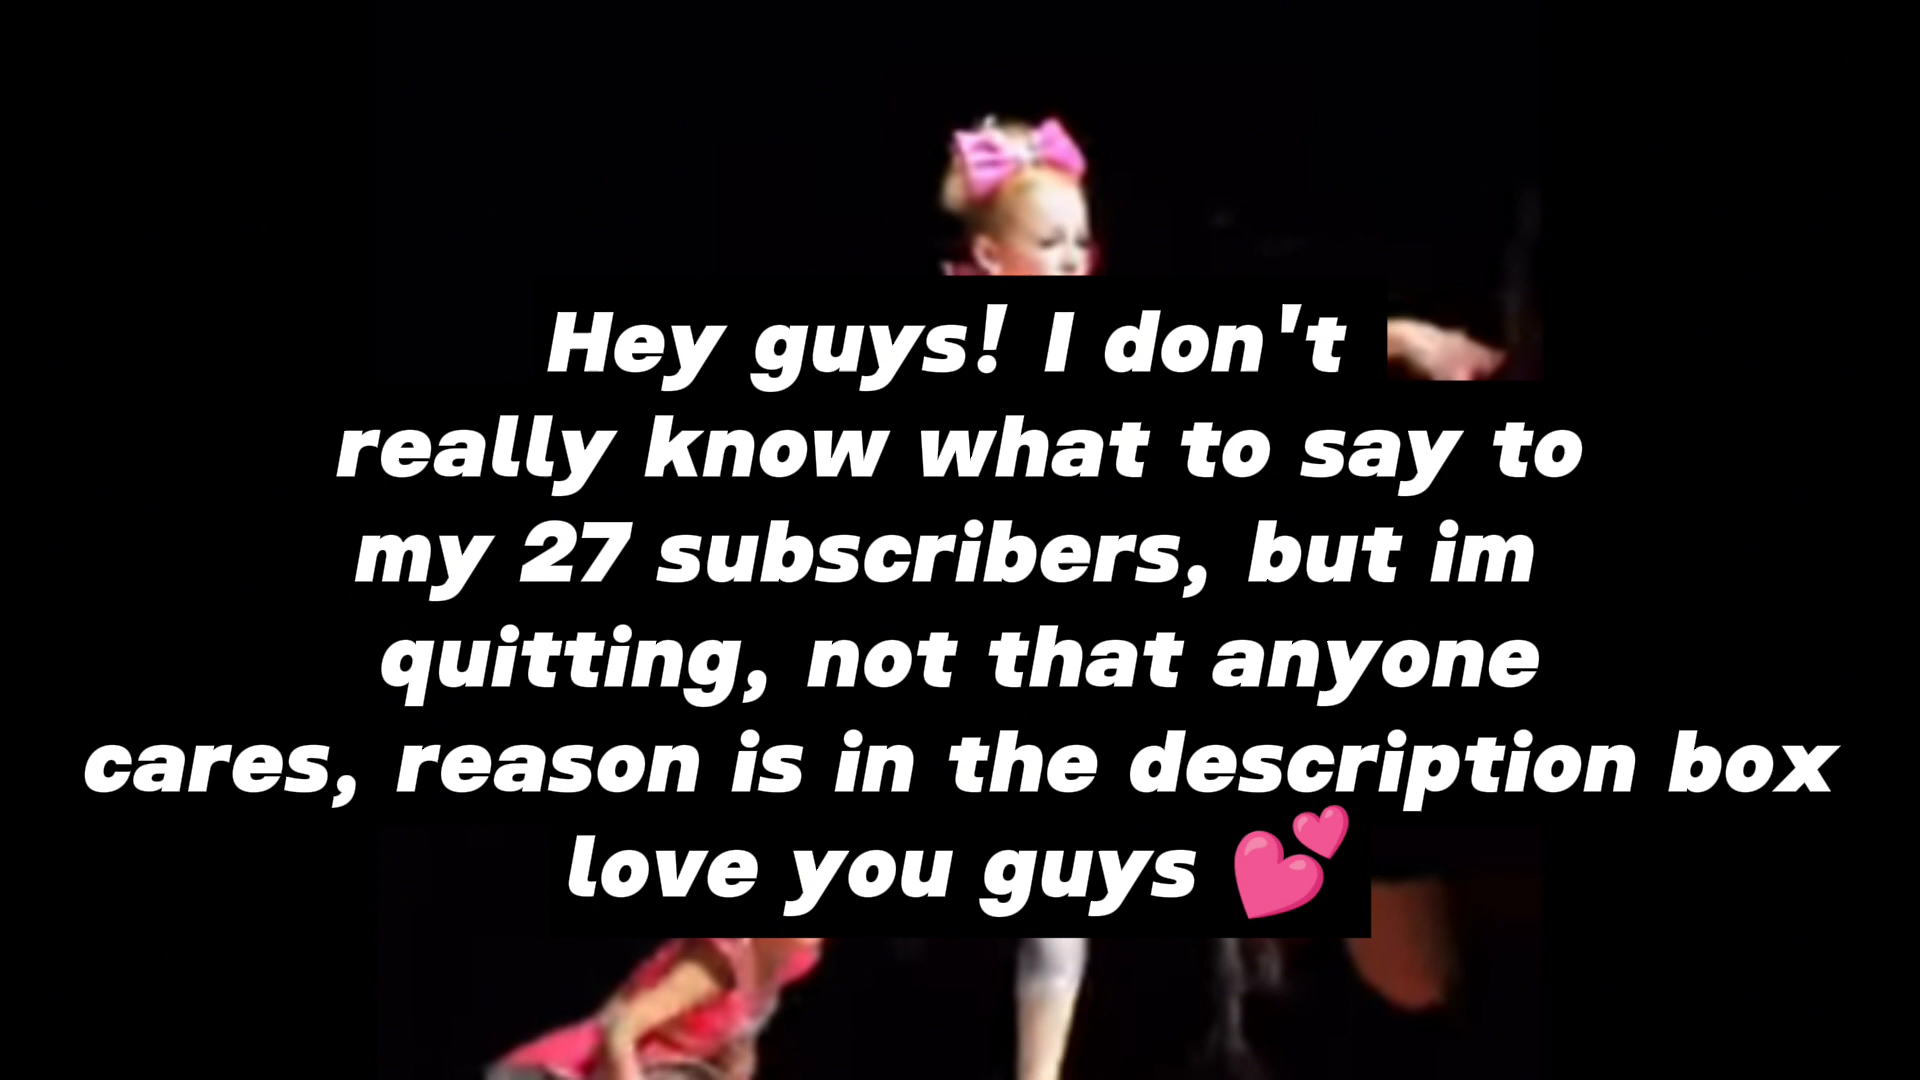 Hey guys! I don't
really know what to say to
my 27 subscribers, but im
quitting, not that anyone
cares, reason is in the description box
love you guys 💕